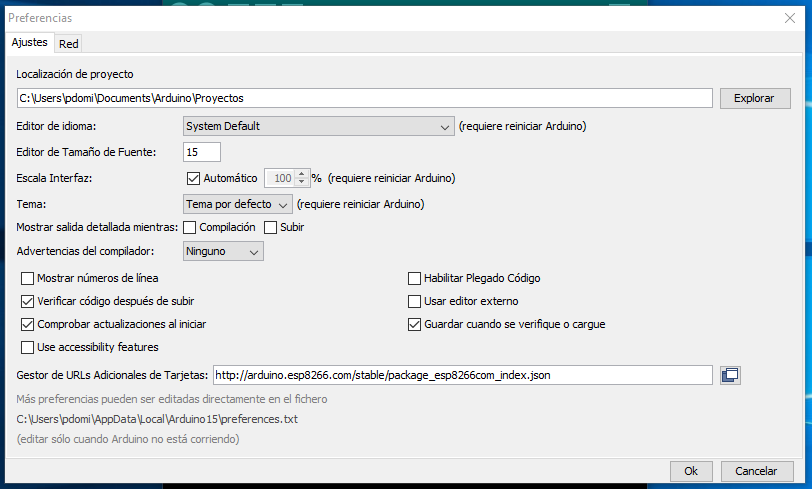 Preferencias
Ajustes Red
Localización de proyecto
C:\Users\pdomi\Documents\Arduino\Proyectos Explorar
Editor de idioma: System Default (requiere reiniciar Arduino)
Editor de Tamaño de Fuente: 15
Escala Interfaz: Automático 100 % (requiere reiniciar Arduino)
Tema: Tema por defecto (requiere reiniciar Arduino)
Mostrar salida detallada mientras: Compilación Subir
Advertencias del compilador: Ninguno
Mostrar números de línea Habilitar Plegado Código
Verificar código después de subir Usar editor externo
Comprobar actualizaciones al iniciar Guardar cuando se verifique o cargue
Use accessibility features
Gestor de URLs Adicionales de Tarjetas: http://arduino.esp8266.com/stable/package_esp8266com_index.json
Más preferencias pueden ser editadas directamente en el fichero
C:\Users\pdomi\AppData\Local\Arduino15\preferences.txt
(editar sólo cuando Arduino no está corriendo)
Ok Cancelar